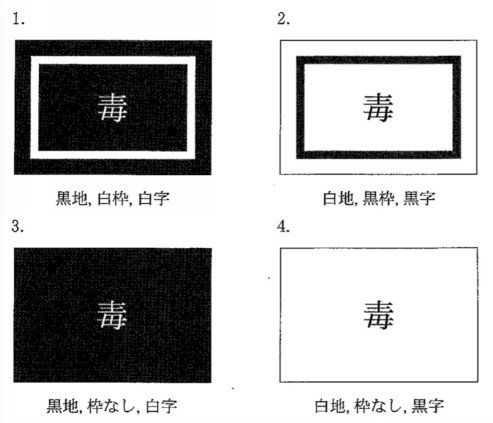 1.
毒
黒地,白枠,白字
2.
毒
白地,黒枠,黒字
3.
毒
黒地,枠なし,白字
4.
毒
白地,枠なし,黒字